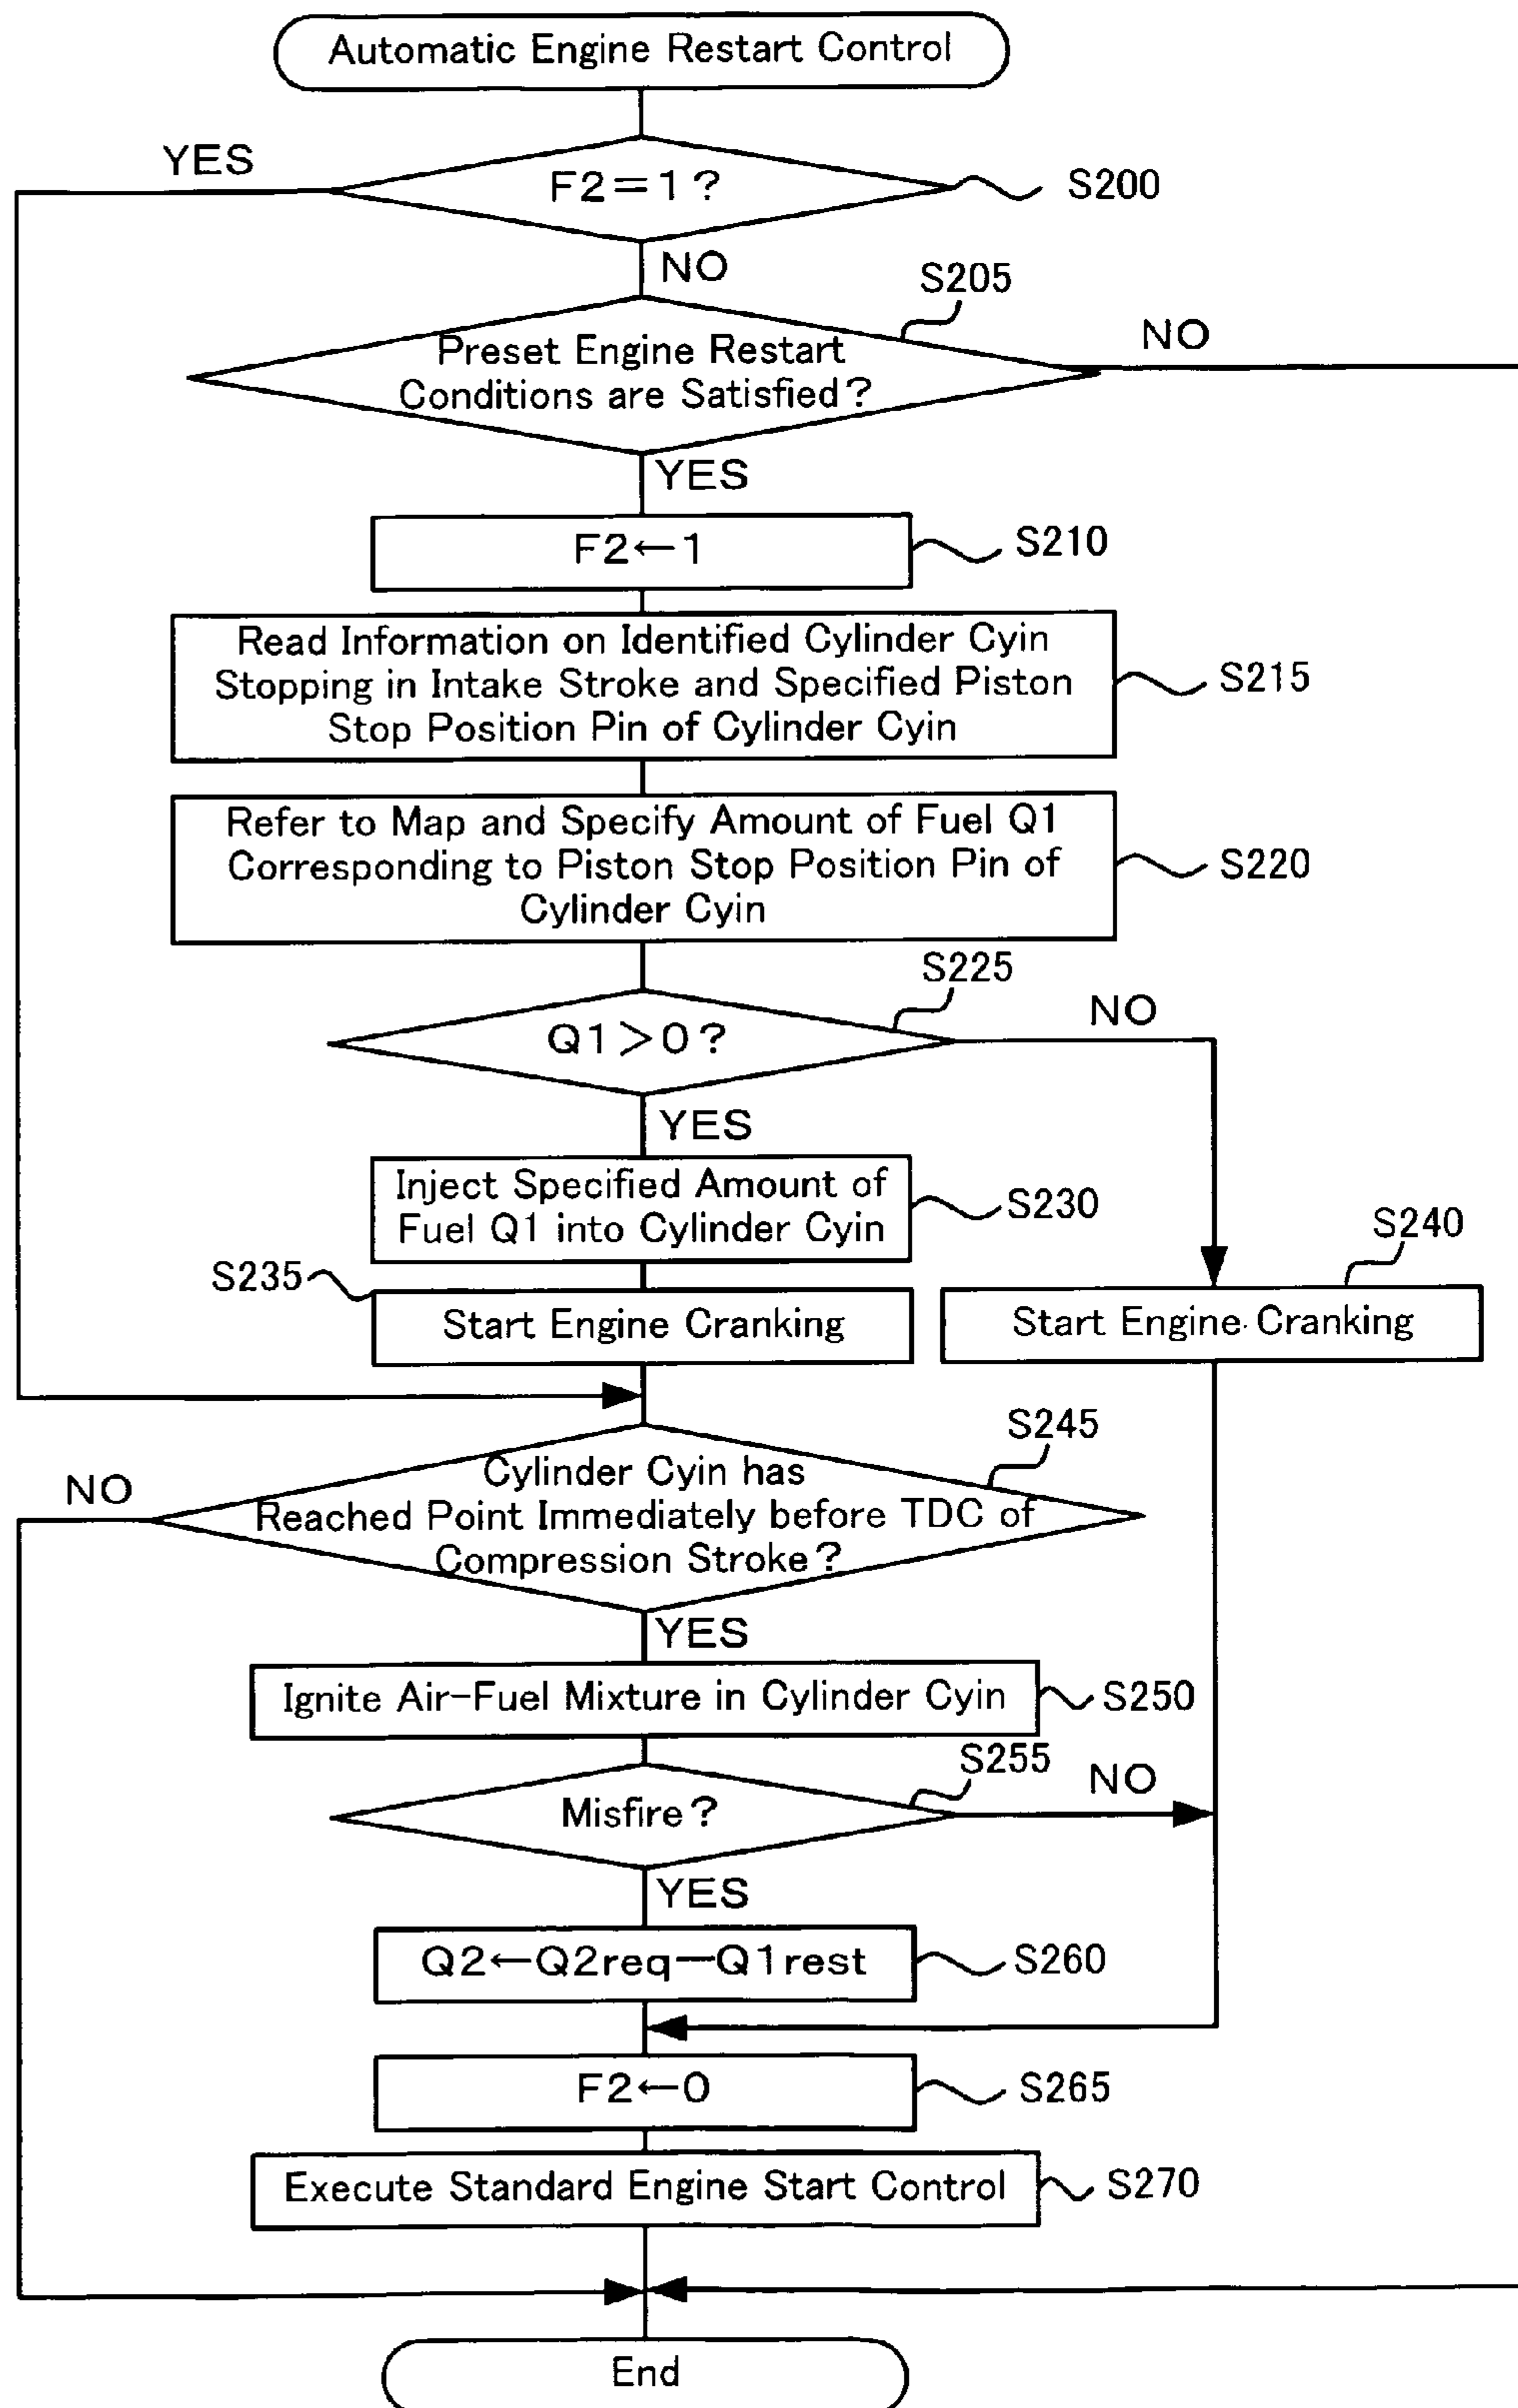 Automatic Engine Restart Control
YES
F2=1?
S200
NO
S205
Preset Engine Restart
Conditions are Satisfied?
NO
YES
F2←1
S210
Read Information on Identified Cylinder Cyin
Stopping in Intake Stroke and Specified Piston
Stop Position Pin of Cylinder Cyin
S215
Refer to Map and Specify Amount of Fuel Q1
Corresponding to Piston Stop Position Pin of
Cylinder Cyin
S220
S225
Q1>0?
NO
YES
Inject Specified Amount of
Fuel Q1 into Cylinder Cyin
S230
S235
Start Engine Cranking
S240
Start Engine Cranking
S245
NO
Cylinder Cyin has
Reached Point Immediately before TDC of
Compression Stroke?
YES
Ignite Air-Fuel Mixture in Cylinder Cyin
S250
S255
Misfire?
NO
YES
Q2←Q2req−Q1rest
S260
F2←0
S265
Execute Standard Engine Start Control
S270
End